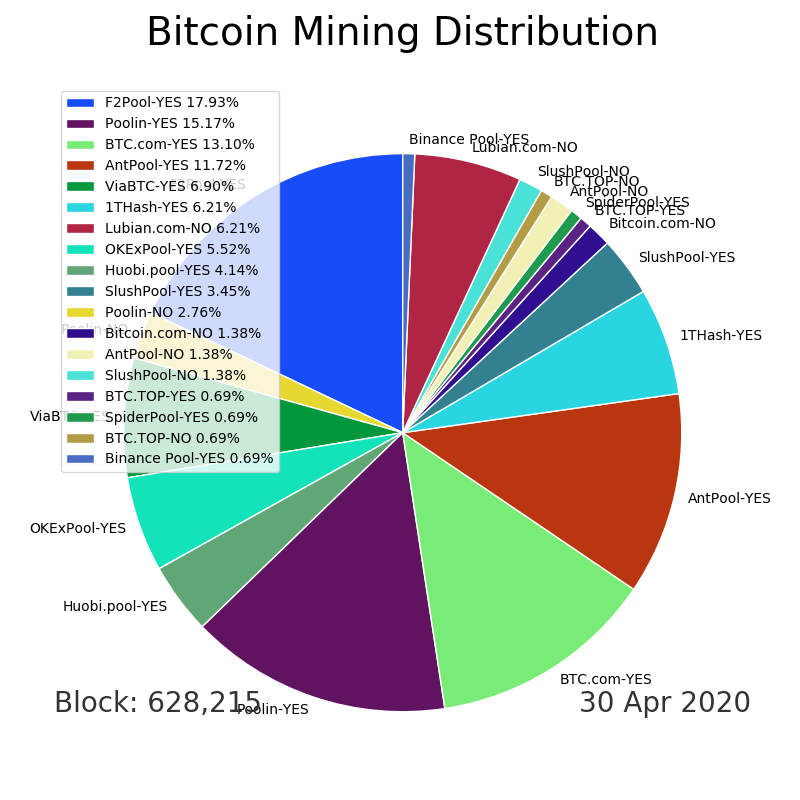 Bitcoin Mining Distribution
F2Pool-YES 17.93%
Poolin-YES 15.17%
BTC.com-YES 13.10%
AntPool-YES 11.72%
ViaBTC-YES 6.90%
1THash-YES 6.21%
Lubian.com-NO 6.21%
OKExPool-YES 5.52%
Huobi.pool-YES 4.14%
SlushPool-YES 3.45%
Poolin-NO 2.76%
Bitcoin.com-NO 1.38%
AntPool-NO 1.38%
SlushPool-NO 1.38%
BTC.TOP-YES 0.69%
SpiderPool-YES 0.69%
BTC.TOP-NO 0.69%
Binance Pool-YES 0.69%
Binance Pool-YES
Lubian.com-NO
SlushPool-NO
BTC.TOP-NO
AntPool-NO
SpiderPool-YES
BTC.TOP-YES
Bitcoin.com-NO
SlushPool-YES
1THash-YES
AntPool-YES
BTC.com-YES
Poolin-YES
Huobi.pool-YES
OKExPool-YES
ViaBTC-YES
Poolin-NO
F2Pool-YES
Block: 628,215
30 Apr 2020